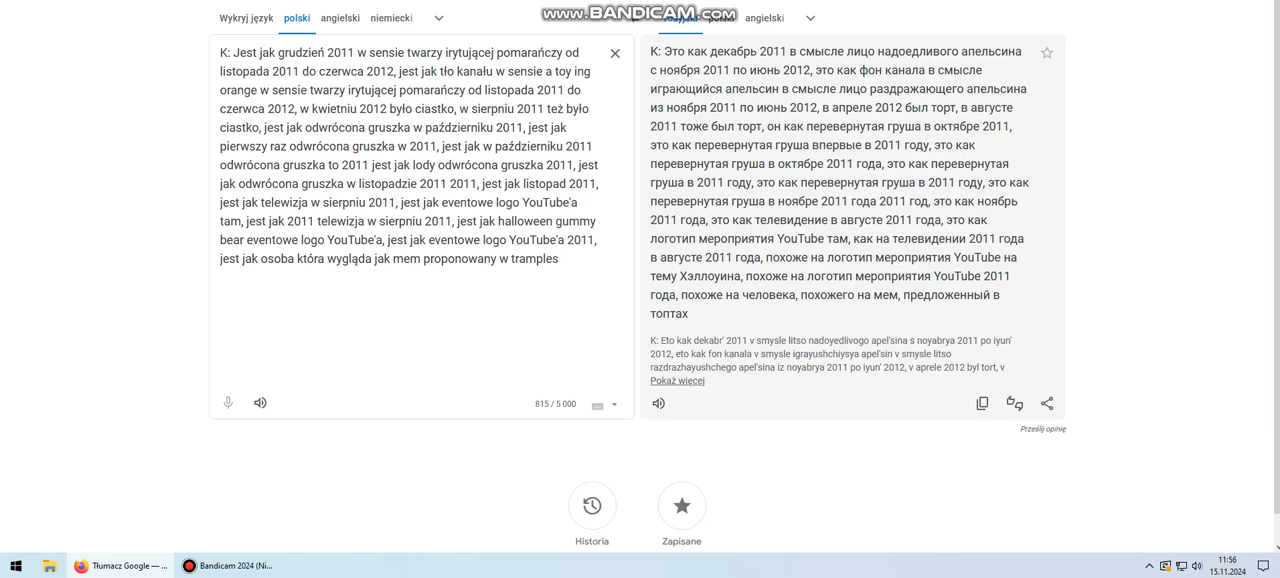 www.BANDICAM.com
Wykryj język polski angielski niemiecki
polski angielski
K: Jest jak grudzień 2011 w sensie twarzy irytującej pomarańczy od
listopada 2011 do czerwca 2012, jest jak tło kanału w sensie a toy ing
orange w sensie twarzy irytującej pomarańczy od listopada 2011 do
czerwca 2012, w kwietniu 2012 było ciastko, w sierpniu 2011 też było
ciastko, jest jak odwrócona gruszka w październiku 2011, jest jak
pierwszy raz odwrócona gruszka w 2011, jest jak w październiku 2011
odwrócona gruszka to 2011 jest jak lody odwrócona gruszka 2011, jest
jak odwrócona gruszka w listopadzie 2011 2011, jest jak listopad 2011,
jest jak telewizja w sierpniu 2011, jest jak eventowe logo YouTube'a
tam, jest jak 2011 telewizja w sierpniu 2011, jest jak halloween gummy
bear eventowe logo YouTube'a, jest jak eventowe logo YouTube'a 2011,
jest jak osoba która wygląda jak mem proponowany w tramples
815 / 5 000
К: Это как декабрь 2011 в смысле лицо надоедливого апельсина
с ноября 2011 по июнь 2012, это как фон канала в смысле
играющийся апельсин в смысле лицо раздражающего апельсина
из ноября 2011 по июнь 2012, в апреле 2012 был торт, в августе
2011 тоже был торт, он как перевернутая груша в октябре 2011,
это как перевернутая груша впервые в 2011 году, это как
перевернутая груша в октябре 2011 года, это как перевернутая
груша в 2011 году, это как перевернутая груша в 2011 году, это как
перевернутая груша в ноябре 2011 года 2011 год, это как ноябрь
2011 года, это как телевидение в августе 2011 года, это как
логотип мероприятия YouTube там, как на телевидении 2011 года
в августе 2011 года, похоже на логотип мероприятия YouTube на
тему Хэллоуина, похоже на логотип мероприятия YouTube 2011
года, похоже на человека, похожего на мем, предложенный в
топтах
K: Eto kak dekabr' 2011 v smysle litso nadoyedlivogo apel'sina s noyabrya 2011 po iyun'
2012, eto kak fon kanala v smysle igrayushchiysya apel'sin v smysle litso
razdrazhayushchego apel'sina iz noyabrya 2011 po iyun' 2012, v aprele 2012 byl tort, v
Pokaż więcej
Prześlij opinię
Historia
Zapisane
Tłumacz Google — ...
Bandicam 2024 (Ni...
11:56
15.11.2024